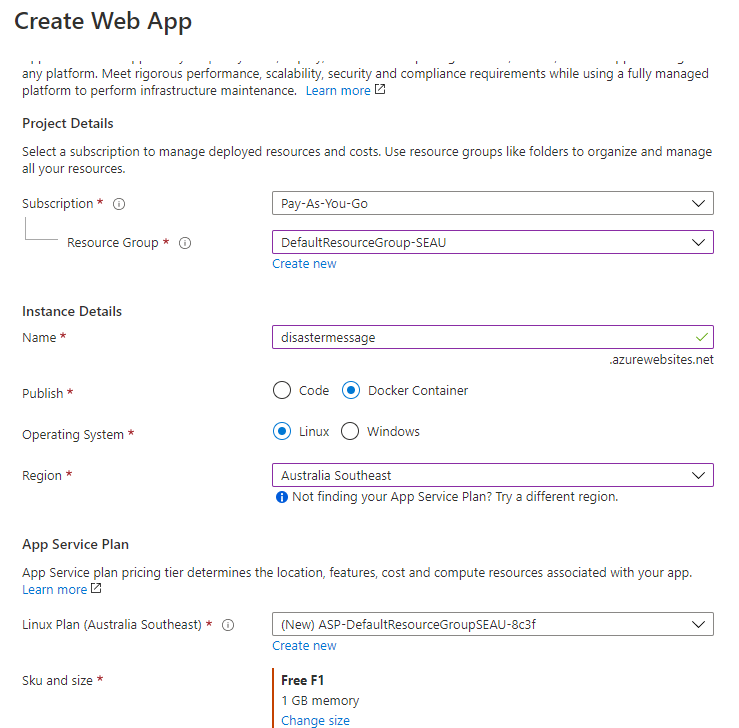 Create Web App
any platform. Meet rigorous performance, scalability, security and compliance requirements while using a fully managed
platform to perform infrastructure maintenance. Learn more
Project Details
Select a subscription to manage deployed resources and costs. Use resource groups like folders to organize and manage
all your resources.
Subscription *
Pay-As-You-Go
Resource Group *
DefaultResourceGroup-SEAU
Create new
Instance Details
Name *
disastermessage
.azurewebsites.net
Publish *
Code
Docker Container
Operating System *
Linux
Windows
Region *
Australia Southeast
Not finding your App Service Plan? Try a different region.
App Service Plan
App Service plan pricing tier determines the location, features, cost and compute resources associated with your app.
Learn more
Linux Plan (Australia Southeast) *
(New) ASP-DefaultResourceGroupSEAU-8c3f
Create new
Sku and size *
Free F1
1 GB memory
Change size